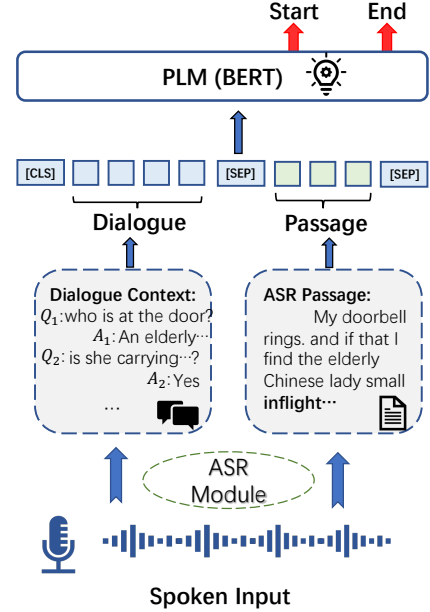 Start End
PLM (BERT)
[CLS] [SEP] [SEP]
Dialogue Passage
Dialogue Context:
Q₁:who is at the door?
A₁: An elderly···
Q₂: is she carrying···?
A₂: Yes
...
ASR Passage:
My doorbell
rings. and if that I
find the elderly
Chinese lady small
inflight···
ASR
Module
Spoken Input